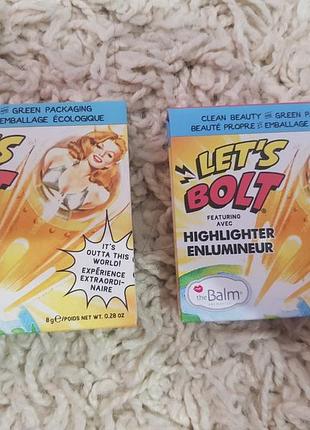 GREEN PACKAGING
EMBALLAGE ÉCOLOGIQUE
IT'S
OUTTA THIS
WORLD!
EXPÉRIENCE
EXTRAORDI-
NAIRE
8g℮/POIDS NET WT. 0.28 OZ
CLEAN BEAUTY GREEN
BEAUTÉ PROPRE EMBALLAGE
LET'S
BOLT
FEATURING
AVEC
HIGHLIGHTER
ENLUMINEUR
theBalm